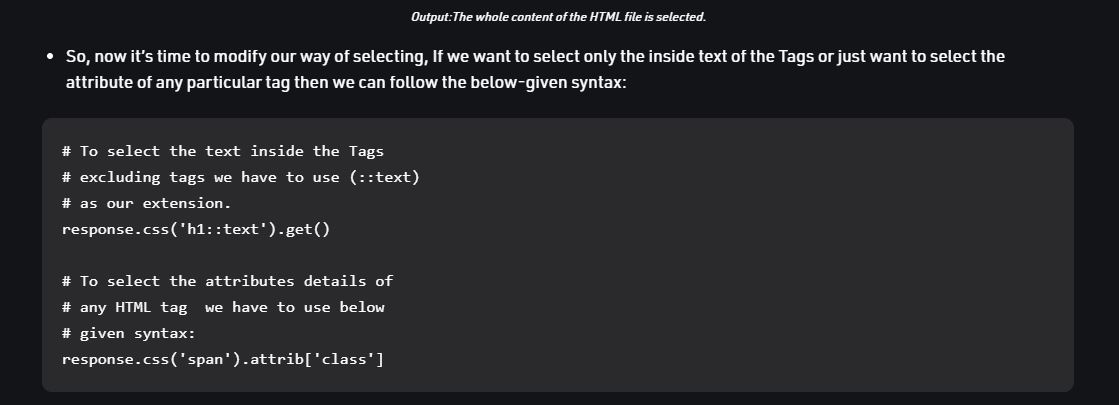 Output:The whole content of the HTML file is selected.
• So, now it's time to modify our way of selecting, If we want to select only the inside text of the Tags or just want to select the
attribute of any particular tag then we can follow the below-given syntax:
# To select the text inside the Tags
# excluding tags we have to use (::text)
# as our extension.
response.css('h1::text').get()
# To select the attributes details of
# any HTML tag  we have to use below
# given syntax:
response.css('span').attrib['class']